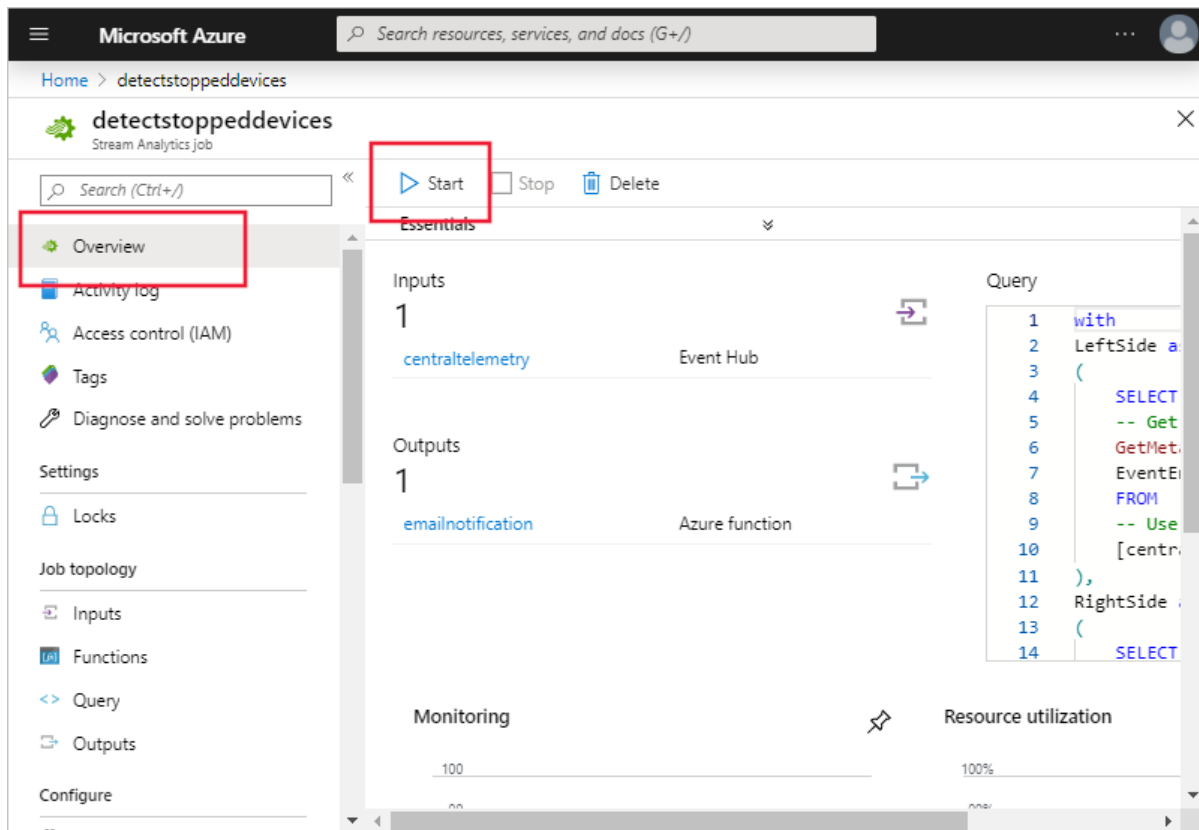 Microsoft Azure
Search resources, services, and docs (G+/)
Home > detectstoppeddevices
detectstoppeddevices
Stream Analytics job
Search (Ctrl+/)
Overview
Activity log
Access control (IAM)
Tags
Diagnose and solve problems
Settings
Locks
Job topology
Inputs
Functions
Query
Outputs
Configure
Start
Stop
Delete
Essentials
Inputs
1
centraltelemetry Event Hub
Outputs
1
emailnotification Azure function
Query
1 with
2 LeftSide a
3 (
4 SELECT
5 -- Get
6 GetMeta
7 EventE
8 FROM
9 -- Use
10 [centra
11 ),
12 RightSide
13 (
14 SELECT
Monitoring
100
Resource utilization
100%